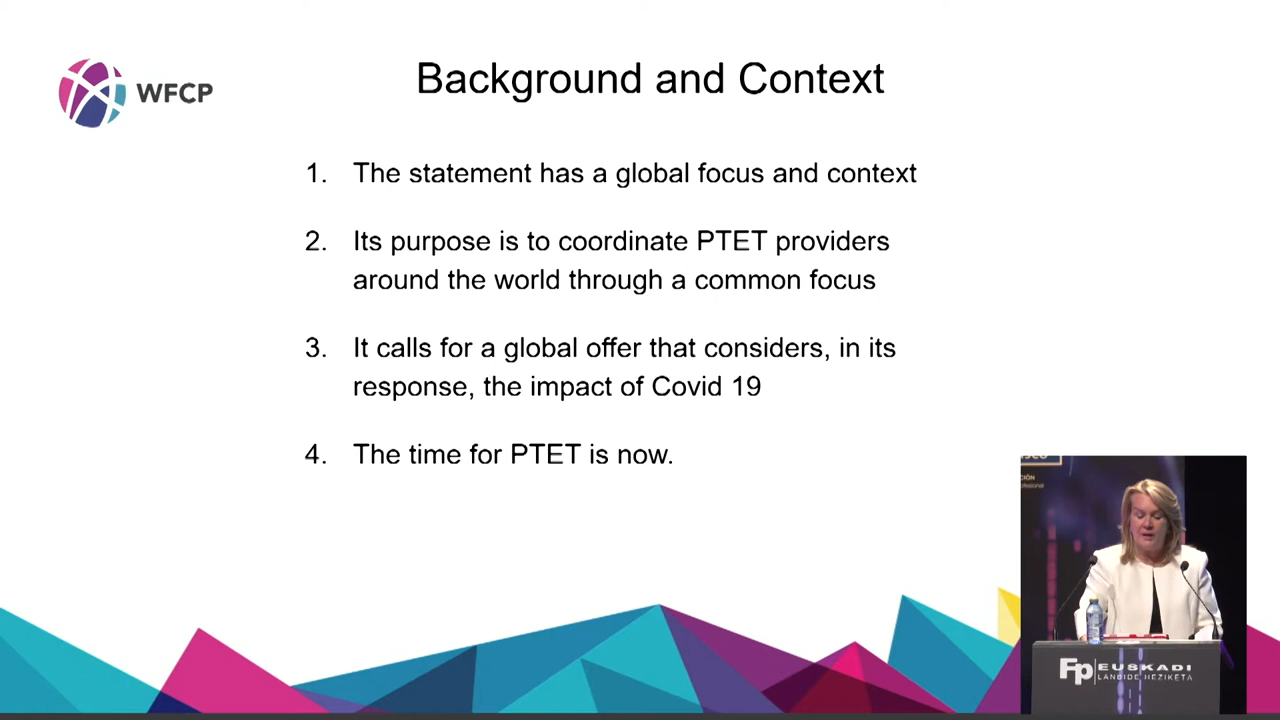 WFCP
Background and Context
1. The statement has a global focus and context
2. Its purpose is to coordinate PTET providers
around the world through a common focus
3. It calls for a global offer that considers, in its
response, the impact of Covid 19
4. The time for PTET is now.
Fp EUSKADI
LANBIDE HEZIKETA